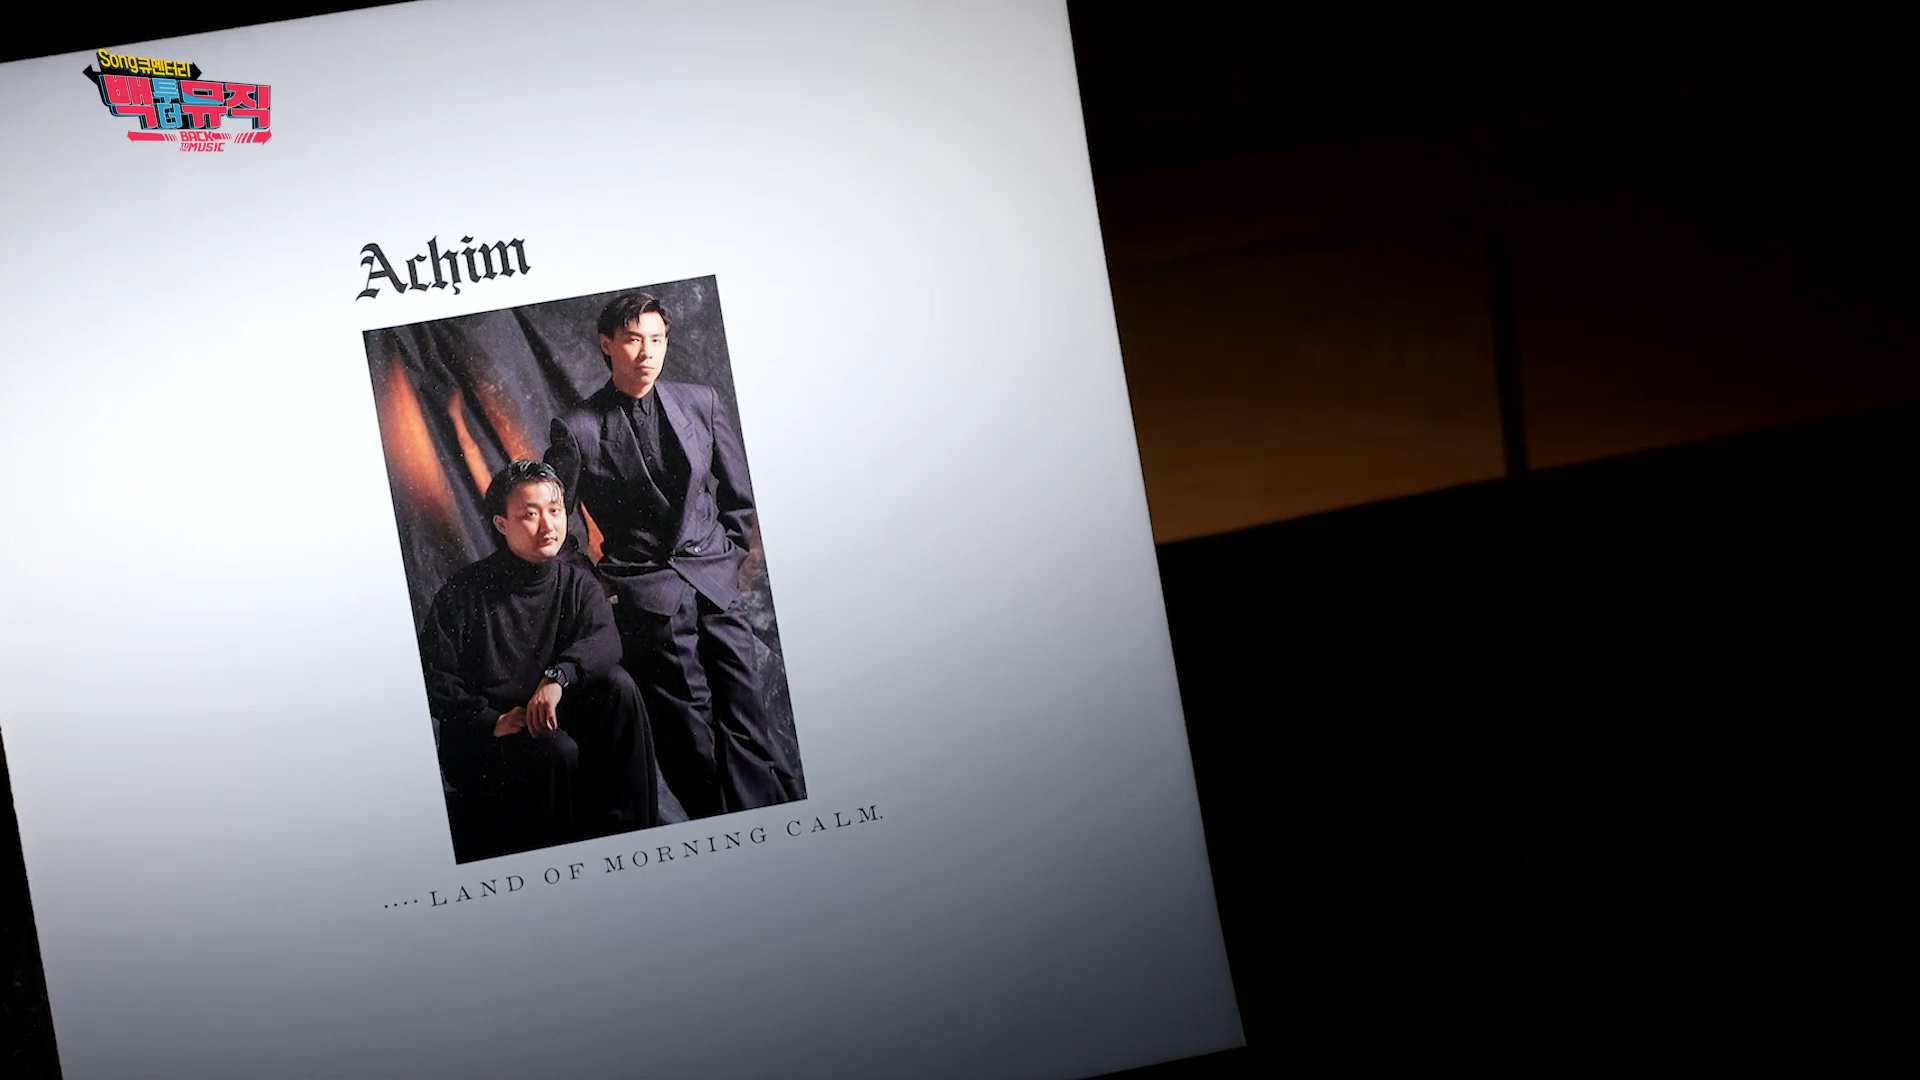 Song큐멘터리
백투더뮤직
BACK
TO THE MUSIC
Achim
....LAND OF MORNING CALM.